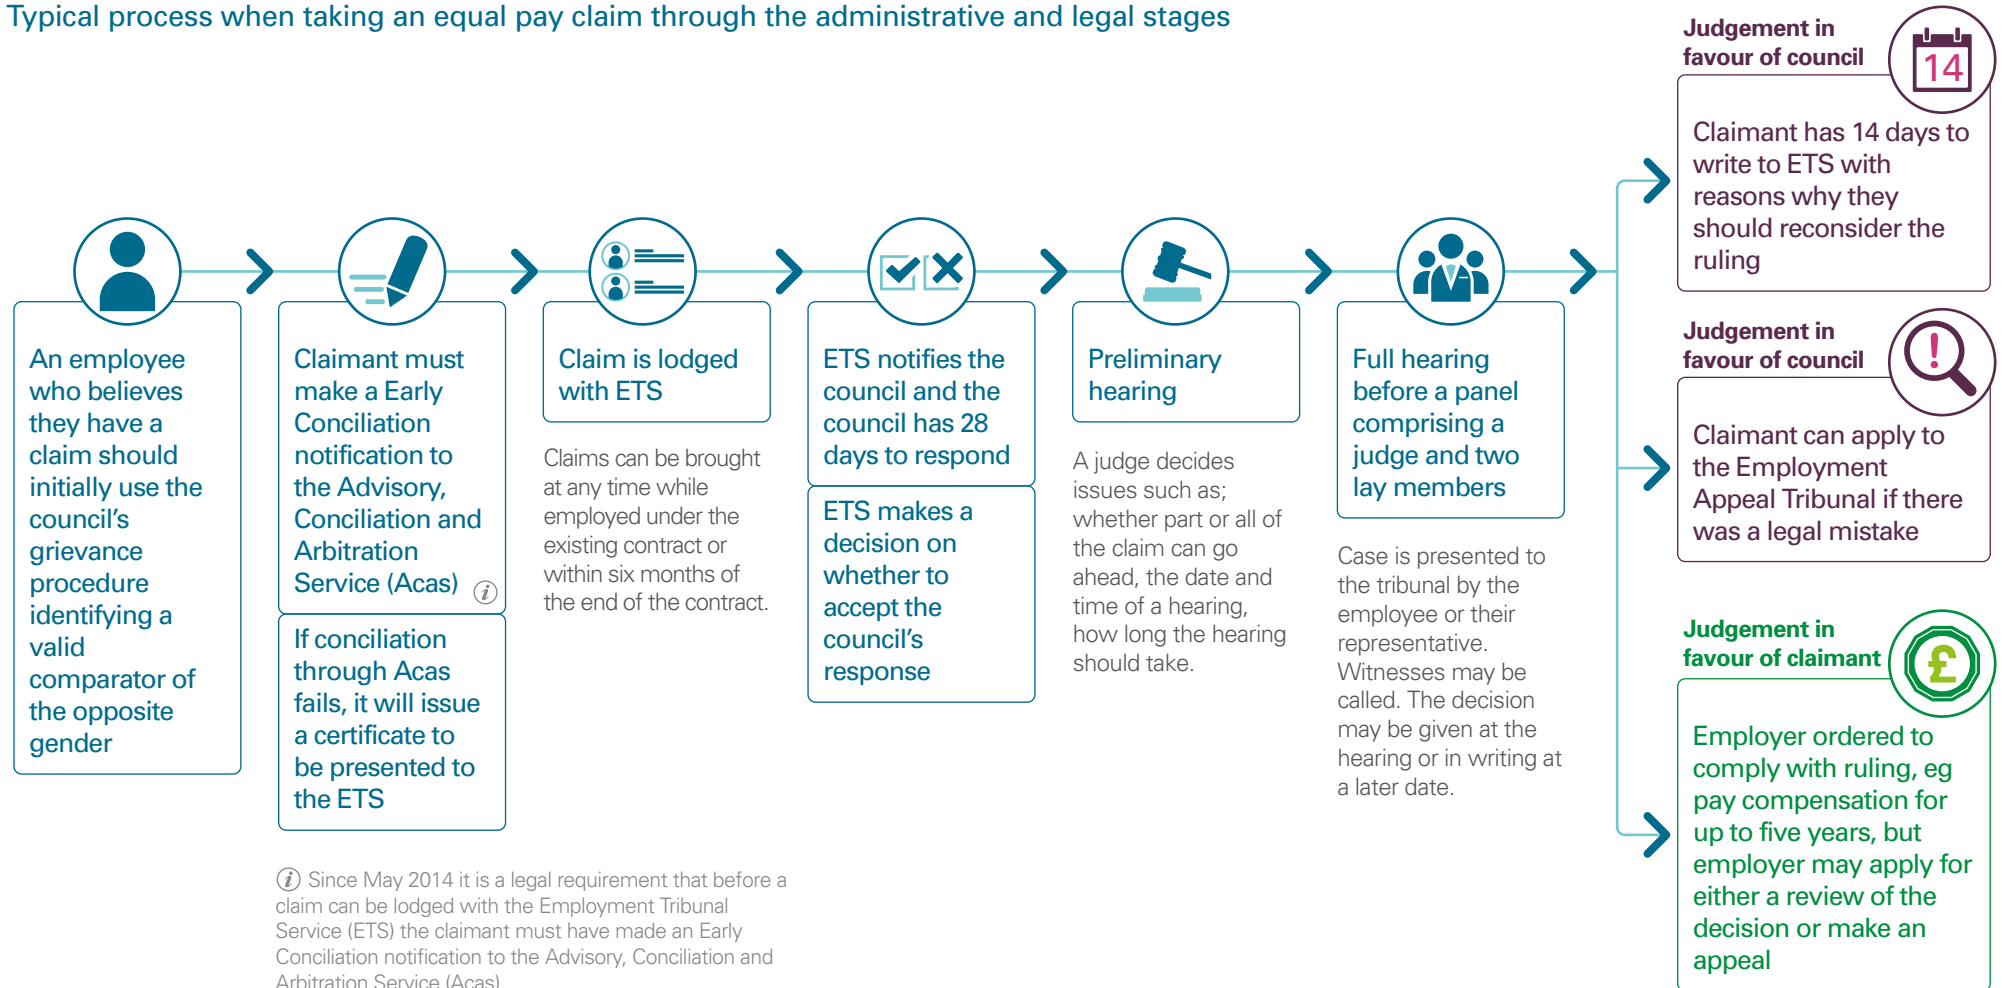 Typical process when taking an equal pay claim through the administrative and legal stages
An employee
who believes
they have a
claim should
initially use the
council's
grievance
procedure
identifying a
valid
comparator of
the opposite
gender
Claimant must
make a Early
Conciliation
notification to
the Advisory,
Conciliation and
Arbitration
Service (Acas) i
If conciliation
through Acas
fails, it will issue
a certificate to
be presented to
the ETS
i Since May 2014 it is a legal requirement that before a
claim can be lodged with the Employment Tribunal
Service (ETS) the claimant must have made an Early
Conciliation notification to the Advisory, Conciliation and
Arbitration Service (Acas)
Claim is lodged
with ETS
Claims can be brought
at any time while
employed under the
existing contract or
within six months of
the end of the contract.
ETS notifies the
council and the
council has 28
days to respond
ETS makes a
decision on
whether to
accept the
council's
response
Preliminary
hearing
A judge decides
issues such as;
whether part or all of
the claim can go
ahead, the date and
time of a hearing,
how long the hearing
should take.
Full hearing
before a panel
comprising a
judge and two
lay members
Case is presented to
the tribunal by the
employee or their
representative.
Witnesses may be
called. The decision
may be given at the
hearing or in writing at
a later date.
Judgement in
favour of council
14
Claimant has 14 days to
write to ETS with
reasons why they
should reconsider the
ruling
Judgement in
favour of council
!
Claimant can apply to
the Employment
Appeal Tribunal if there
was a legal mistake
Judgement in
favour of claimant
£
Employer ordered to
comply with ruling, eg
pay compensation for
up to five years, but
employer may apply for
either a review of the
decision or make an
appeal